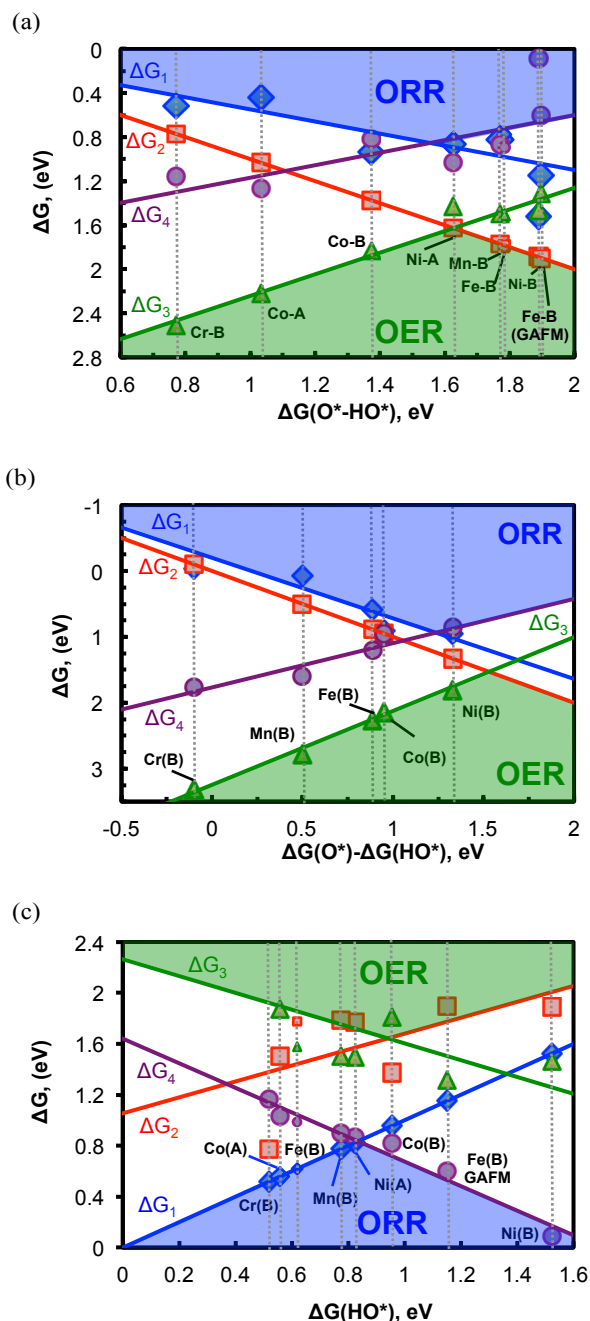 (a)
0
ΔG₁
ORR
0.4
0.8
ΔG₂
ΔG, (eV)
1.2
ΔG₄
1.6
Co-B
Ni-A
Mn-B
2
Fe-B
Ni-B
ΔG₃
Co-A
Fe-B
(GAFM)
2.4
Cr-B
OER
2.8
0.6 0.8 1 1.2 1.4 1.6 1.8 2
ΔG(O*-HO*), eV
(b)
-1
ΔG₁
ORR
ΔG₂
0
ΔG, (eV)
1
ΔG₃
2
ΔG₄
Fe(B)
Mn(B)
Ni(B)
Cr(B)
Co(B)
3
OER
-0.5 0 0.5 1 1.5 2
ΔG(O*)-ΔG(HO*), eV
(c)
2.4
ΔG₃
OER
2
1.6
ΔG, (eV)
ΔG₄
1.2
ΔG₂
0.8
Co(A)
Fe(B)
Co(B)
Fe(B)
GAFM
0.4
ΔG₁
Cr(B)
Mn(B)
Ni(A)
ORR
Ni(B)
0
0 0.2 0.4 0.6 0.8 1 1.2 1.4 1.6
ΔG(HO*), eV